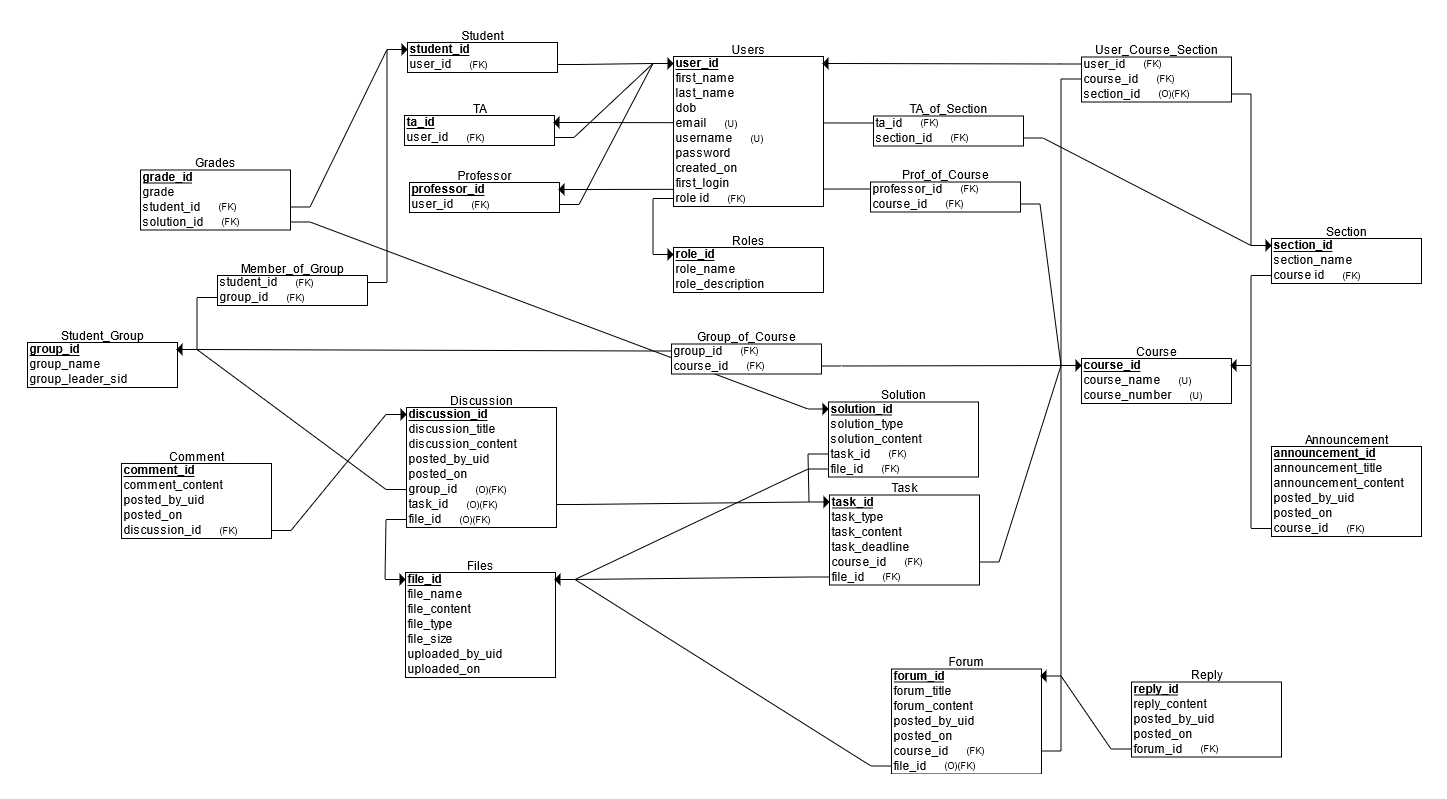 Student
student_id
user_id (FK)
Users
user_id
first_name
last_name
dob
email (U)
username (U)
password
created_on
first_login
role id (FK)
User_Course_Section
user_id (FK)
course_id (FK)
section_id (O)(FK)
TA
ta_id
user_id (FK)
TA_of_Section
ta_id (FK)
section_id (FK)
Grades
grade_id
grade
student_id (FK)
solution_id (FK)
Professor
professor_id
user_id (FK)
Prof_of_Course
professor_id (FK)
course_id (FK)
Roles
role_id
role_name
role_description
Section
section_id
section_name
course id (FK)
Member_of_Group
student_id (FK)
group_id (FK)
Student_Group
group_id
group_name
group_leader_sid
Group_of_Course
group_id (FK)
course_id (FK)
Course
course_id
course_name (U)
course_number (U)
Discussion
discussion_id
discussion_title
discussion_content
posted_by_uid
posted_on
group_id (O)(FK)
task_id (O)(FK)
file_id (O)(FK)
Solution
solution_id
solution_type
solution_content
task_id (FK)
file_id (FK)
Comment
comment_id
comment_content
posted_by_uid
posted_on
discussion_id (FK)
Announcement
announcement_id
announcement_title
announcement_content
posted_by_uid
posted_on
course_id (FK)
Task
task_id
task_type
task_content
task_deadline
course_id (FK)
file_id (FK)
Files
file_id
file_name
file_content
file_type
file_size
uploaded_by_uid
uploaded_on
Forum
forum_id
forum_title
forum_content
posted_by_uid
posted_on
course_id (FK)
file_id (O)(FK)
Reply
reply_id
reply_content
posted_by_uid
posted_on
forum_id (FK)